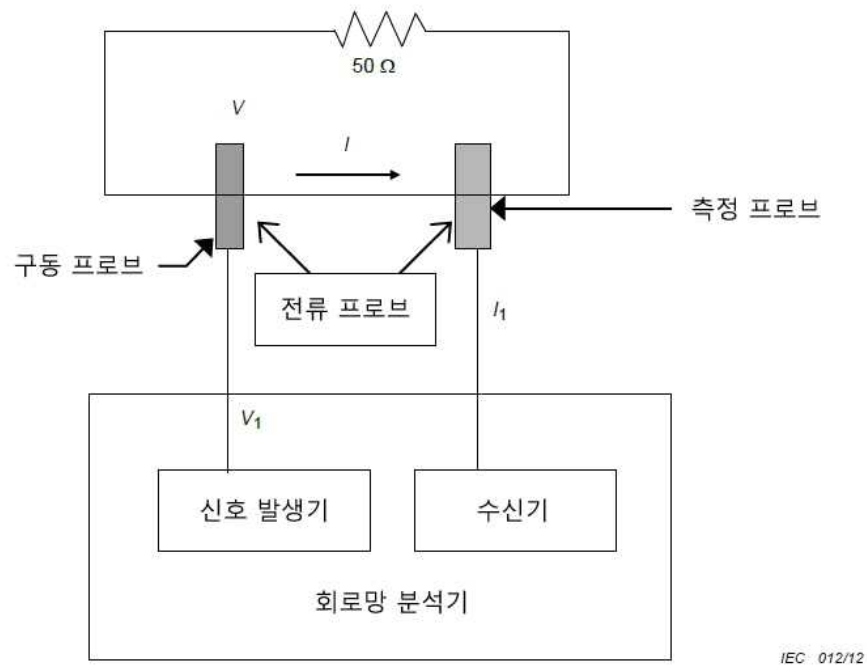 50 Ω
V
I
측정 프로브
구동 프로브
전류 프로브
I1
V1
신호 발생기
수신기
회로망 분석기
IEC 012/12